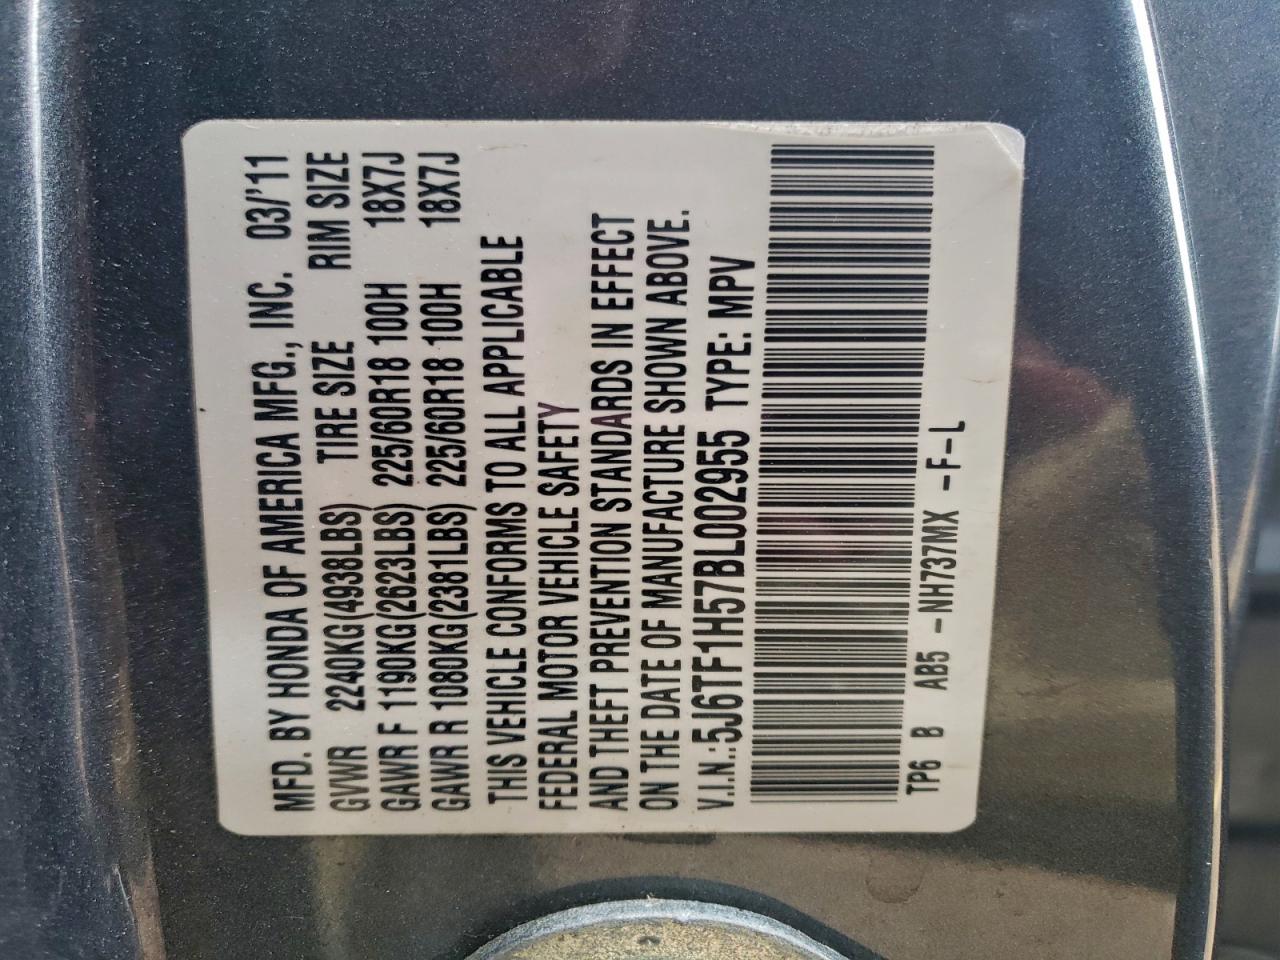 MFD. BY HONDA OF AMERICA MFG., INC. 03/'11
GVWR 2240KG(4938LBS) TIRE SIZE RIM SIZE
GAWR F 1190KG(2623LBS) 225/60R18 100H 18X7J
GAWR R 1080KG(2381LBS) 225/60R18 100H 18X7J
THIS VEHICLE CONFORMS TO ALL APPLICABLE
FEDERAL MOTOR VEHICLE SAFETY
AND THEFT PREVENTION STANDARDS IN EFFECT
ON THE DATE OF MANUFACTURE SHOWN ABOVE.
V.I.N.:5J6TF1H57BL002955 TYPE: MPV
TP6 B AB5 -NH737MX -F-L